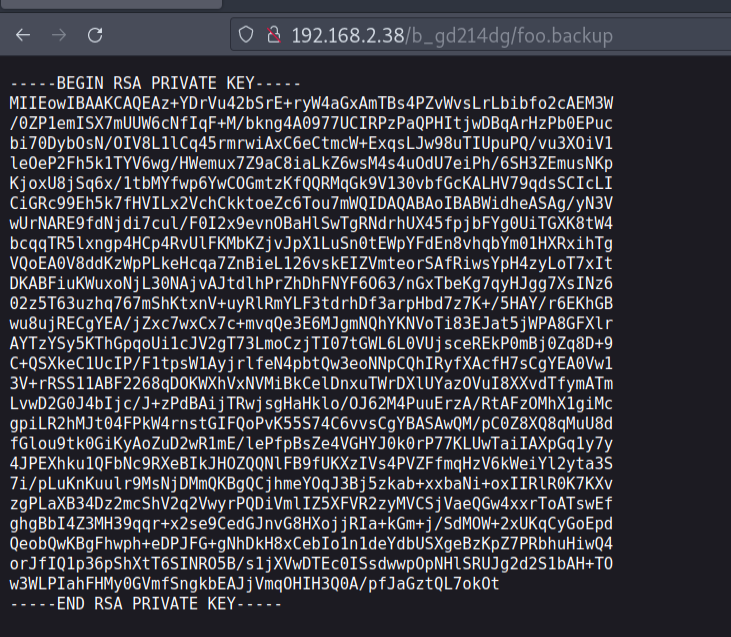 192.168.2.38/b_gd214dg/foo.backup
-----BEGIN RSA PRIVATE KEY-----
MIIEowIBAAKCAQEAz+YDrVu42bSrE+ryW4aGxAmTBs4PZvWvsLrLbibfo2cAEM3W
/0ZP1emISX7mUUW6cNfIqF+M/bkng4A0977UCIRPzPaQPHItjwDBqArHzPb0EPuc
bi70DybOsN/OIV8L1lCq45rmrwiAxC6eCtmcW+ExqsLJw98uTIUpuPQ/vu3XOiV1
leOeP2Fh5k1TYV6wg/HWemux7Z9aC8iaLkZ6wsM4s4uOdU7eiPh/6SH3ZEmusNKp
KjoxU8jSq6x/1tbMYfwp6YwCOGmtzKfQQRMqGk9V130vbfGcKALHV79qdsSCIcLI
CiGRc99Eh5k7fHVILx2VchCkktoeZc6Tou7mWQIDAQABAoIBABWidheASAg/yN3V
wUrNARE9fdNjdi7cul/F0I2x9evnOBaHlSwTgRNdrhUX45fpjbFYg0UiTGXK8tW4
bcqqTR5lxngp4HCp4RvUlFKMbKZjvJpX1LuSn0tEWpYFdEn8vhqbYm01HXRxihTg
VQoEA0V8ddKzWpPLkeHcqa7ZnBieL126vskEIZVmteorSAfRiwsYpH4zyLoT7xIt
DKABFiuKWuxoNjL30NAjvAJtdlhPrZhDhFNYF6O63/nGxTbeKg7qyHJgg7XsINz6
02z5T63uzhq767mShKtxnV+uyRlRmYLF3tdrhDf3arpHbd7z7K+/5HAY/r6EKhGB
wu8ujRECgYEA/jZxc7wxCx7c+mvqQe3E6MJgmNQhYKNVoTi83EJat5jWPA8GFXlr
AYTzYSy5KThGpqoUi1cJV2gT73LmoCzjTI07tGWL6L0VUjsceREkP0mBj0Zq8D+9
C+QSXkeC1UcIP/F1tpsW1AyjrlfeN4pbtQw3eoNNpCQhIRyfXAcfH7sCgYEA0Vw1
3V+rRSS11ABF2268qDOKWXhVxNVMiBkCelDnxuTWrDXlUYazOVuI8XXvdTfymATm
LvwD2G0J4bIjc/J+zPdBAijTRwjsgHaHklo/OJ62M4PuuErzA/RtAFzOMhX1giMc
gpiLR2hMJt04FPkW4rnstGIFQoPvK55S74C6vvsCgYBASAwQM/pC0Z8XQ8qMuU8d
fGlou9tk0GiKyAoZuD2wR1mE/lePfpBsZe4VGHYJ0k0rP77KLUwTaiIAXpGq1y7y
4JPEXhku1QFbNc9RXeBIkJHOZQQNlFB9fUKXzIVs4PVZFfmqHzV6kWeiYl2yta3S
7i/pLuKnKuulr9MsNjDMmQKBgQCjhmeYOqJ3Bj5zkab+xxbaNi+oxIIRlR0K7KXv
zgPLaXB34Dz2mcShV2q2VwyrPQDiVmlIZ5XFVR2zyMVCSjVaeQGw4xxrToATswEf
ghgBbI4Z3MH39qqr+x2se9CedGJnvG8HXojjRIa+kGm+j/SdMOW+2xUKqCyGoEpd
QeobQwKBgFhwph+eDPJFG+gNhDkH8xCebIo1n1deYdbUSXgeBzKpZ7PRbhuHiwQ4
orJfIQ1p36pShXtT6SINRO5B/s1jXVwDTEc0ISsdwwpOpNHlSRUJg2d2S1bAH+TO
w3WLPIahFHMy0GVmfSngkbEAJjVmqOHIH3Q0A/pfJaGztQL7okOt
-----END RSA PRIVATE KEY-----